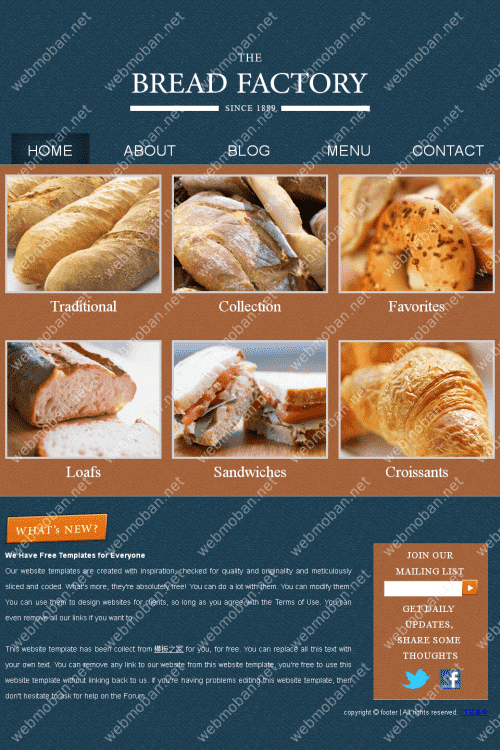 THE
BREAD FACTORY
SINCE 1889
HOME ABOUT BLOG MENU CONTACT
Traditional Collection Favorites
Loafs Sandwiches Croissants
WHAT's NEW?
We Have Free Templates for Everyone
Our website templates are created with inspiration, checked for quality and originality and meticulously
sliced and coded. What's more, they're absolutely free! You can do a lot with them. You can modify them.
You can use them to design websites for clients, so long as you agree with the Terms of Use. You can
even remove all our links if you want to.
This website template has been collect from 模板之家 for you, for free. You can replace all this text with
your own text. You can remove any link to our website from this website template, you're free to use this
website template without linking back to us. If you're having problems editing this website template, then
don't hesitate to ask for help on the Forum.
JOIN OUR
MAILING LIST
GET DAILY
UPDATES,
SHARE SOME
THOUGHTS
copyright © footer | All rights reserved.
webmoban.net